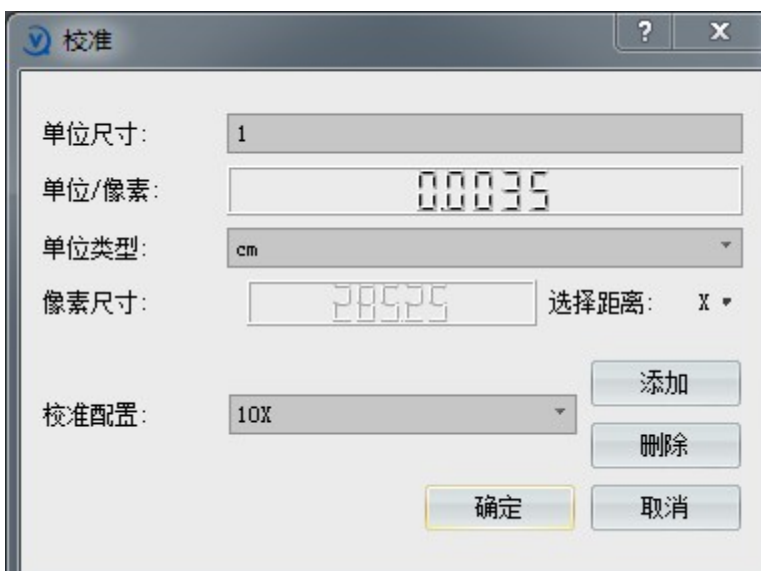 校准
单位尺寸: 1
单位/像素: 0.0035
单位类型: cm
像素尺寸: 285.25 选择距离: X
添加
校准配置: 10X
删除
确定 取消